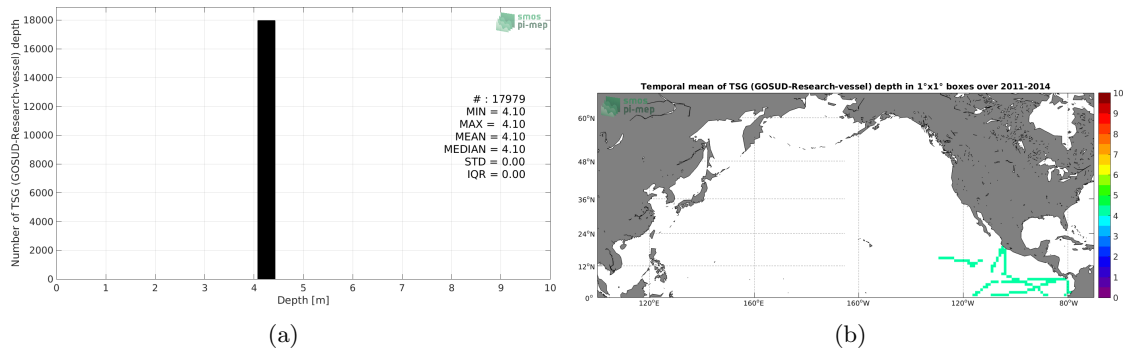 18000
16000
14000
12000
10000
8000
6000
4000
2000
0
Number of TSG (GOSUD-Research-vessel) depth
smos
pi-mep
# : 17979
MIN = 4.10
MAX = 4.10
MEAN = 4.10
MEDIAN = 4.10
STD = 0.00
IQR = 0.00
0 1 2 3 4 5 6 7 8 9 10
Depth [m]
(a)
Temporal mean of TSG (GOSUD-Research-vessel) depth in 1°x1° boxes over 2011-2014
smos
pi-mep
60°N
48°N
36°N
24°N
12°N
0°
120°E 160°E 160°W 120°W 80°W
10
9
8
7
6
5
4
3
2
1
0
(b)